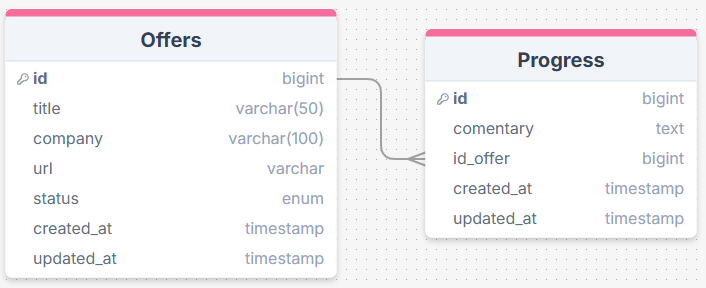 Offers
id bigint
title varchar(50)
company varchar(100)
url varchar
status enum
created_at timestamp
updated_at timestamp
Progress
id bigint
comentary text
id_offer bigint
created_at timestamp
updated_at timestamp